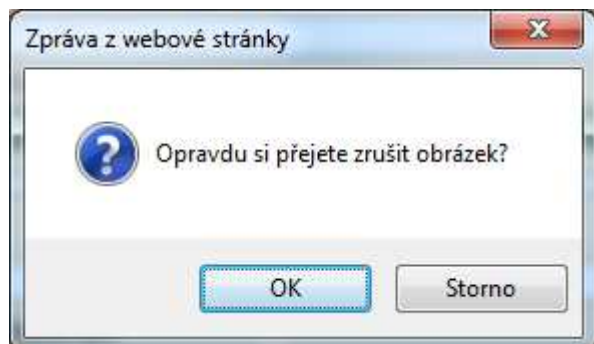 Zpráva z webové stránky
Opravdu si přejete zrušit obrázek?
OK
Storno